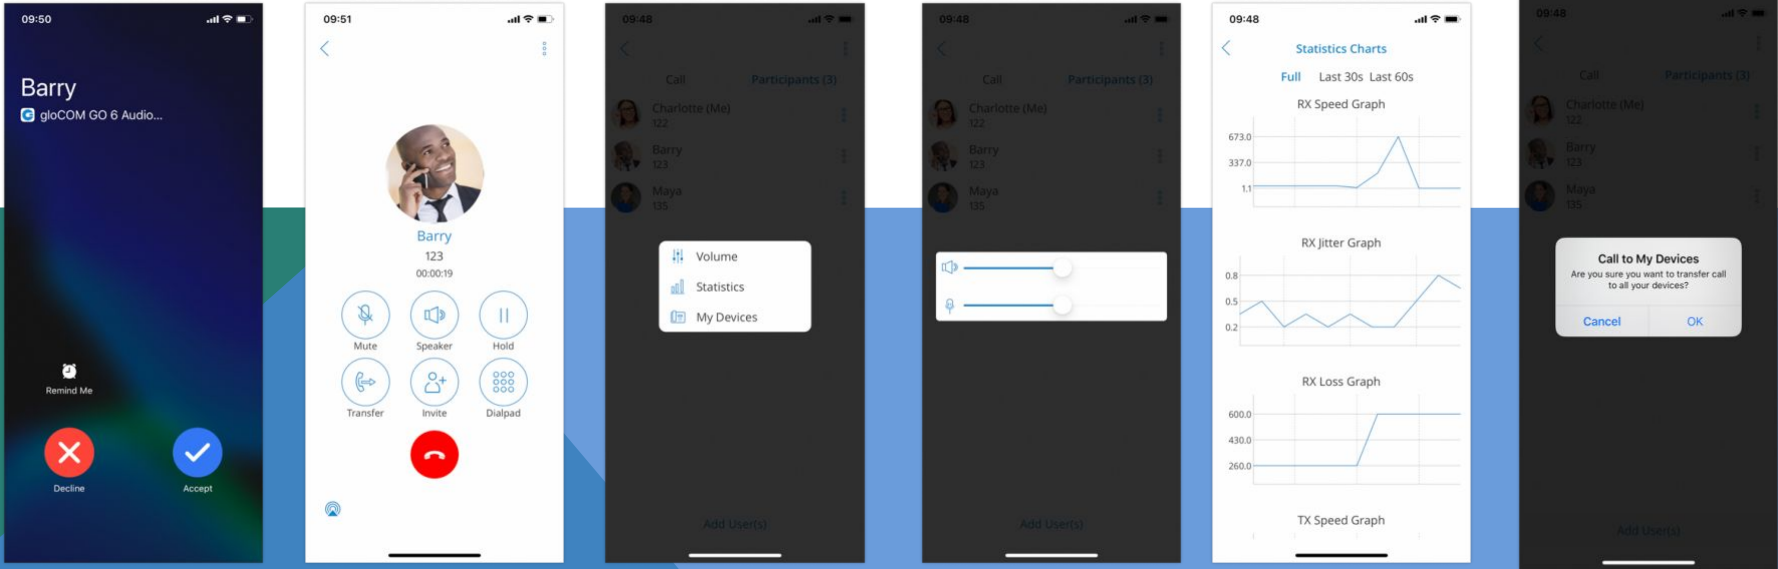 09:50
Barry
gloCOM GO 6 Audio...
Remind Me
Decline
Accept
09:51
Barry
123
00:00:19
Mute
Speaker
Hold
Transfer
Invite
Dialpad
09:48
Call
Participants (3)
Charlotte (Me)
122
Barry
123
Maya
135
Volume
Statistics
My Devices
Add User(s)
09:48
Call
Participants (3)
Charlotte (Me)
122
Barry
123
Maya
135
Add User(s)
09:48
Statistics Charts
Full Last 30s Last 60s
RX Speed Graph
673.0
337.0
1.1
RX Jitter Graph
0.8
0.5
0.2
RX Loss Graph
600.0
430.0
260.0
TX Speed Graph
09:48
Call
Participants (3)
Charlotte (Me)
122
Barry
123
Maya
135
Call to My Devices
Are you sure you want to transfer call
to all your devices?
Cancel
OK
Add User(s)